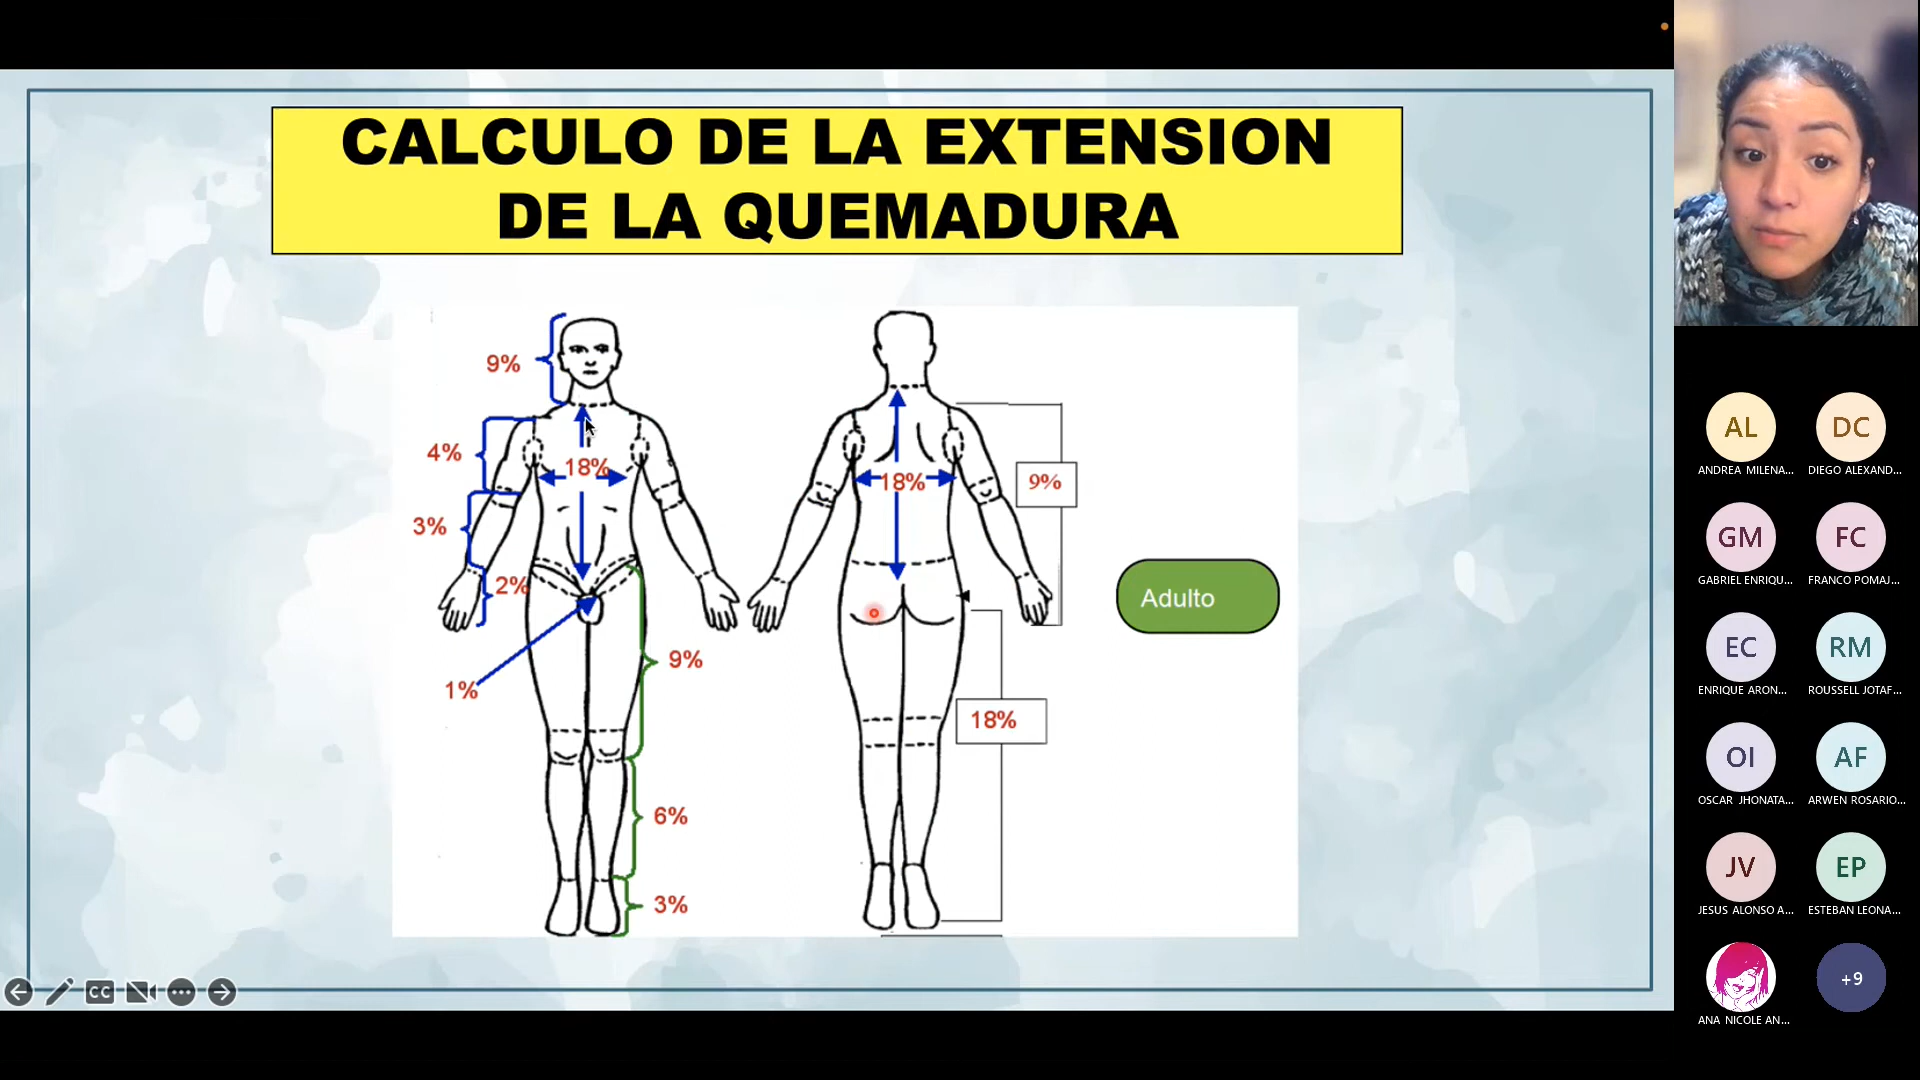 CALCULO DE LA EXTENSION
DE LA QUEMADURA
9%
4%
18%
3%
2%
1%
9%
6%
3%
18%
9%
18%
Adulto
CC
AL
ANDREA MILENA...
DC
DIEGO ALEXAND...
GM
GABRIEL ENRIQU...
FC
FRANCO POMAJ...
EC
ENRIQUE ARON...
RM
ROUSSELL JOTAF...
OI
OSCAR JHONATA...
AF
ARWEN ROSARIO...
JV
JESUS ALONSO A...
EP
ESTEBAN LEONA...
ANA NICOLE AN...
+9